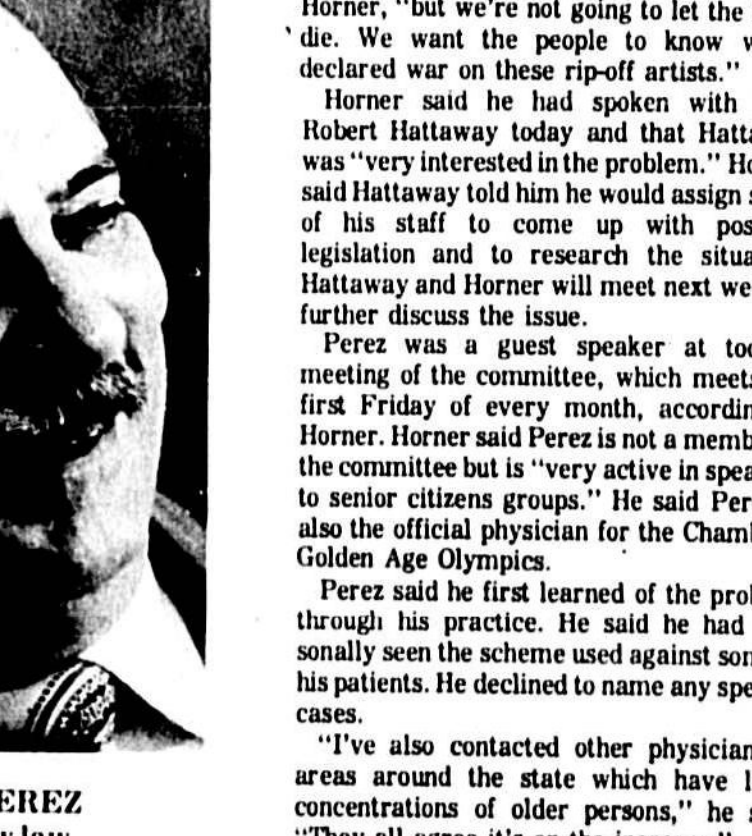 Horner, "but we're not going to let the
die. We want the people to know
declared war on these rip-off artists."
Horner said he had spoken with
Robert Hattaway today and that Hatta
was "very interested in the problem." Ho
said Hattaway told him he would assign s
of his staff to come up with pos
legislation and to research the situa
Hattaway and Horner will meet next we
further discuss the issue.
Perez was a guest speaker at tod
meeting of the committee, which meets
first Friday of every month, accordin
Horner. Horner said Perez is not a memb
the committee but is "very active in spea
to senior citizens groups." He said Per
also the official physician for the Cham
Golden Age Olympics.
Perez said he first learned of the prob
through his practice. He said he had
sonally seen the scheme used against son
his patients. He declined to name any spe
cases.
"I've also contacted other physician
areas around the state which have l
concentrations of older persons," he
EREZ